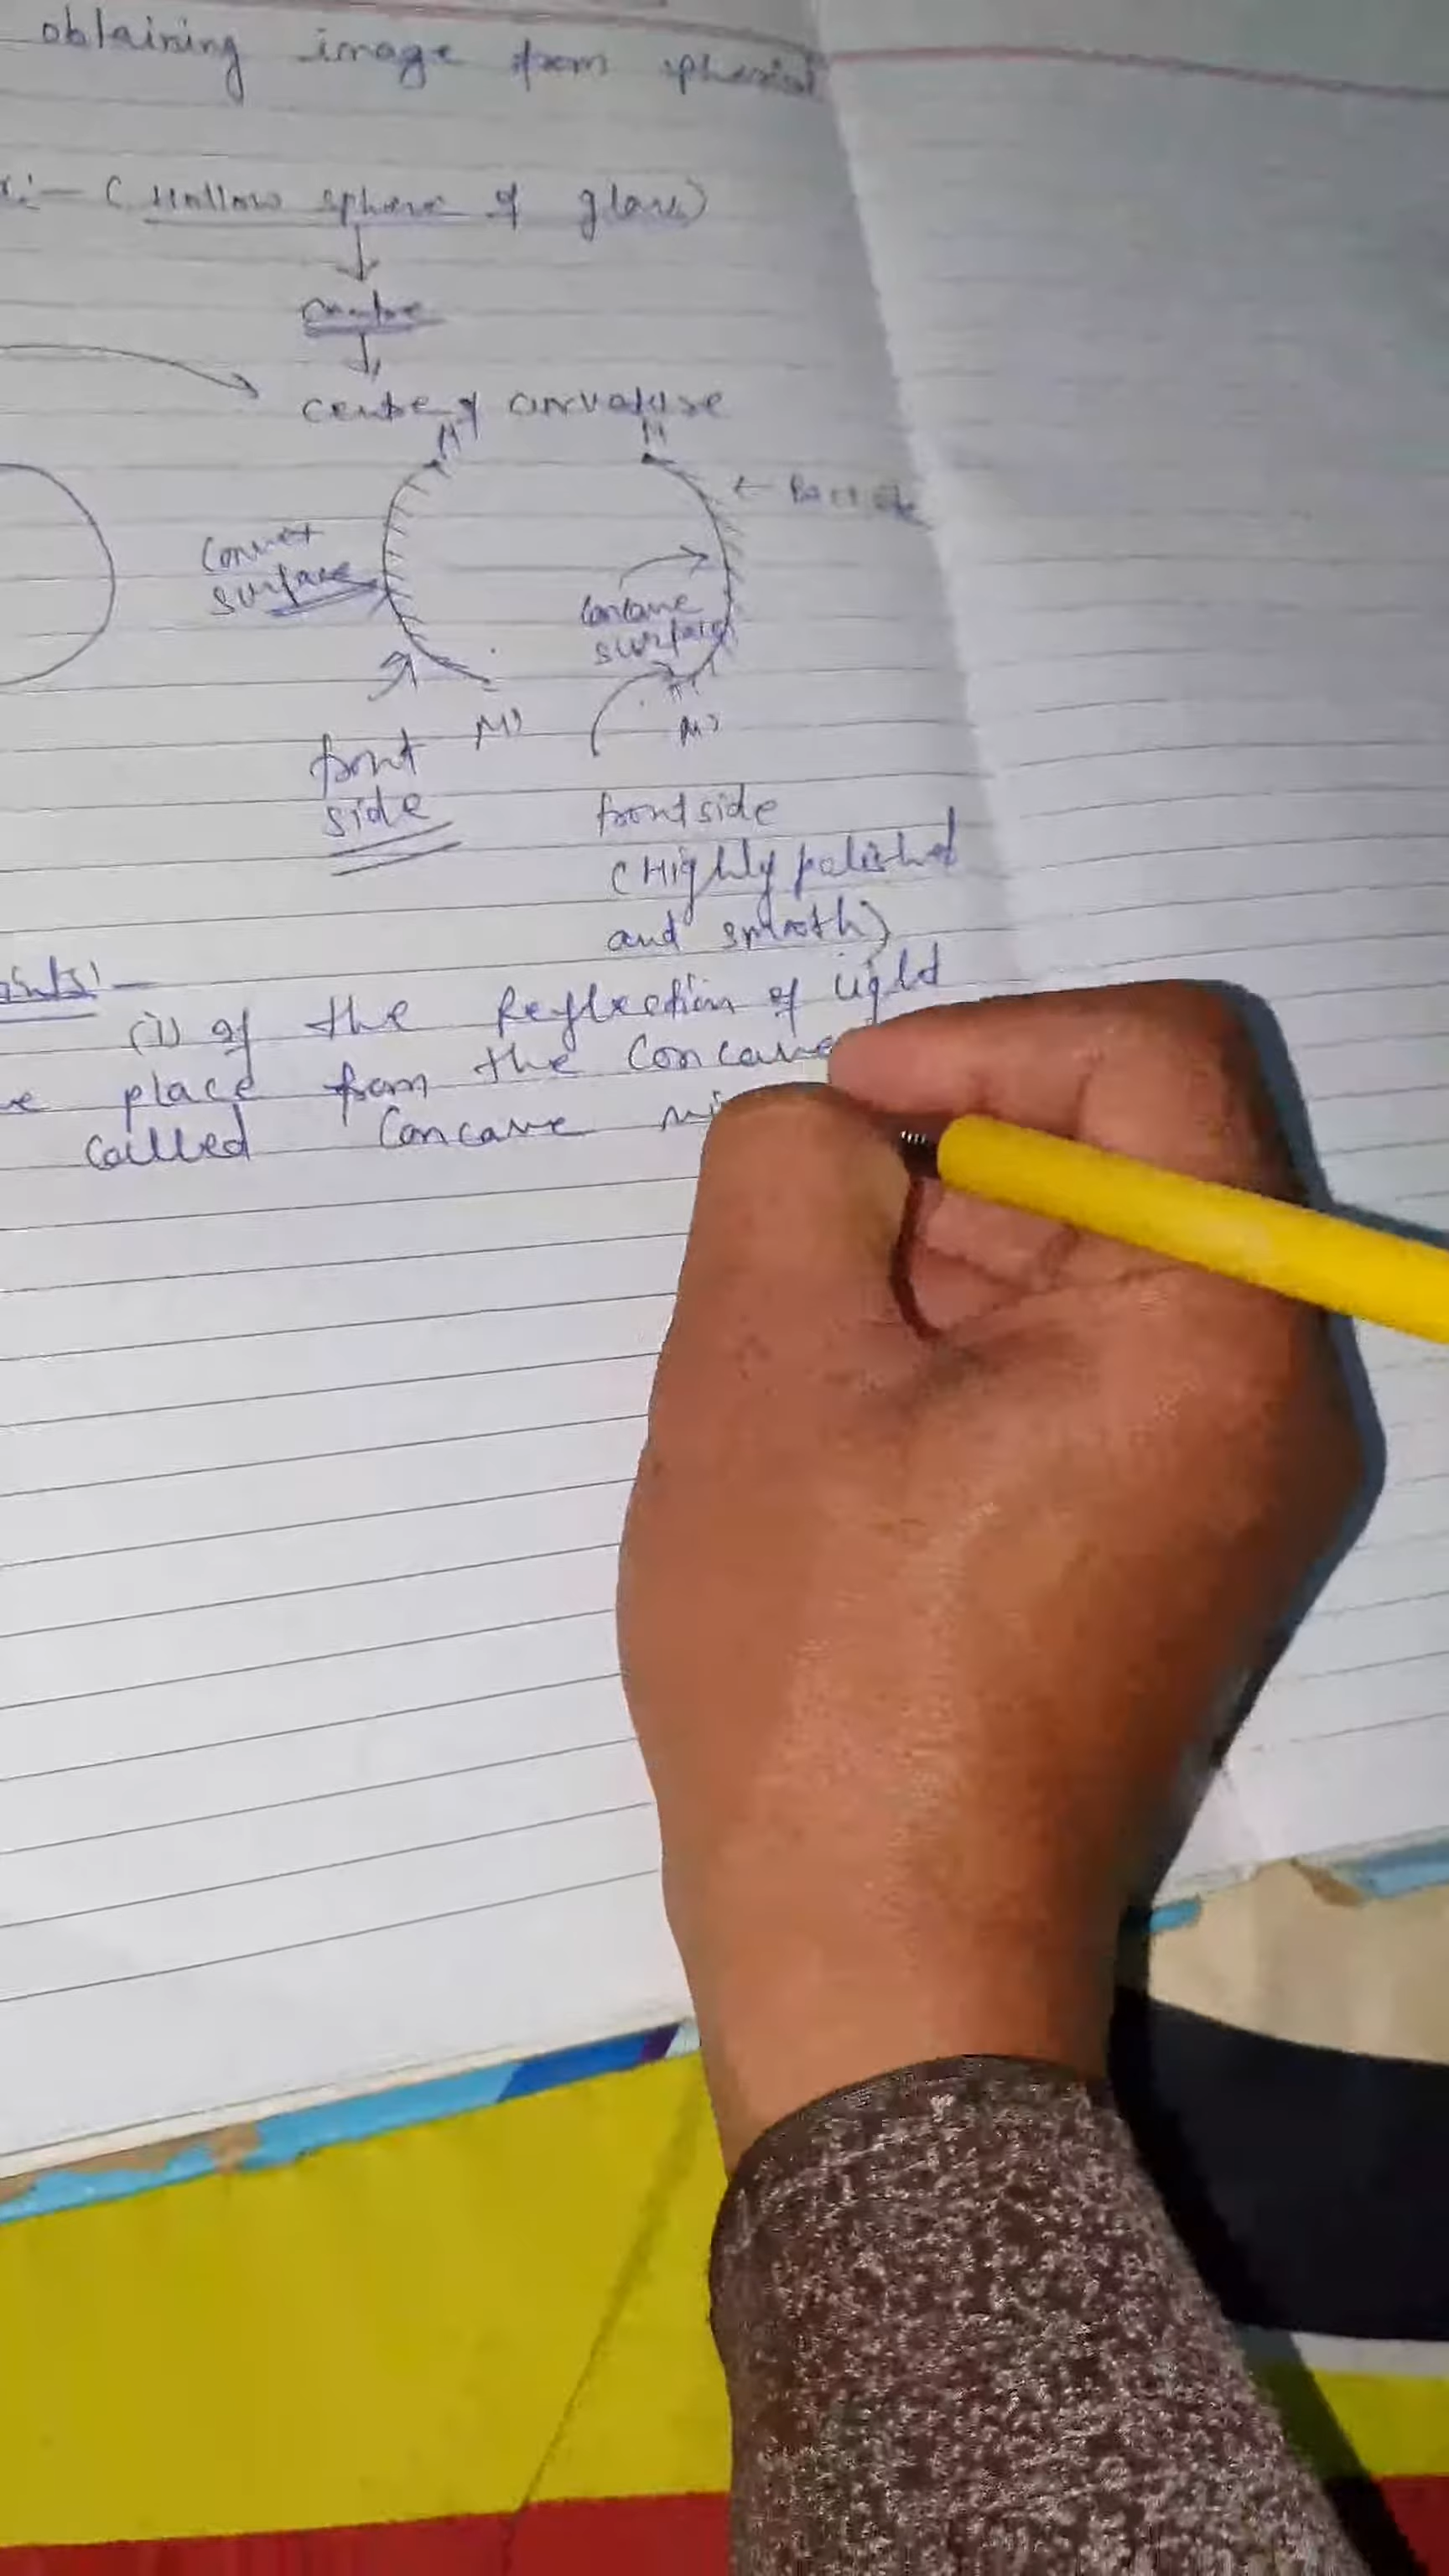 obtaining image from spherical
:- (Hollow sphere of glass)
centre
centre of curvature
M M
← Back side
Convex
surface
Concave
surface
M' M'
front
side
front side
(Highly polished
and smooth)
(i) If the Reflection of light
place from the Concave
called Concave